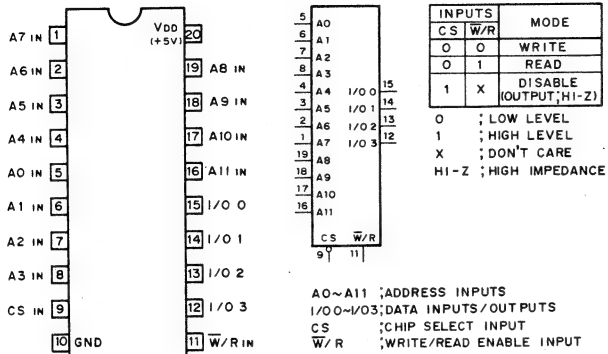 A7 IN 1
VDD (+5V) 20
A6 IN 2
19 A8 IN
A5 IN 3
18 A9 IN
A4 IN 4
17 A10 IN
A0 IN 5
16 A11 IN
A1 IN 6
15 I/O 0
A2 IN 7
14 I/O 1
A3 IN 8
13 I/O 2
CS IN 9
12 I/O 3
10 GND
11 W̅/R IN
5 A0
6 A1
7 A2
8 A3
4 A4 I/O 0 15
3 A5 I/O 1 14
2 A6 I/O 2 13
1 A7 I/O 3 12
19 A8
18 A9
17 A10
16 A11
CS W̅/R
9 11
INPUTS MODE
CS W̅/R
0 0 WRITE
0 1 READ
1 X DISABLE
(OUTPUT;HI-Z)
0 ; LOW LEVEL
1 ; HIGH LEVEL
X ; DON'T CARE
HI-Z ; HIGH IMPEDANCE
A0~A11 ;ADDRESS INPUTS
I/O0~I/O3;DATA INPUTS/OUTPUTS
CS ;CHIP SELECT INPUT
W̅/R ;WRITE/READ ENABLE INPUT